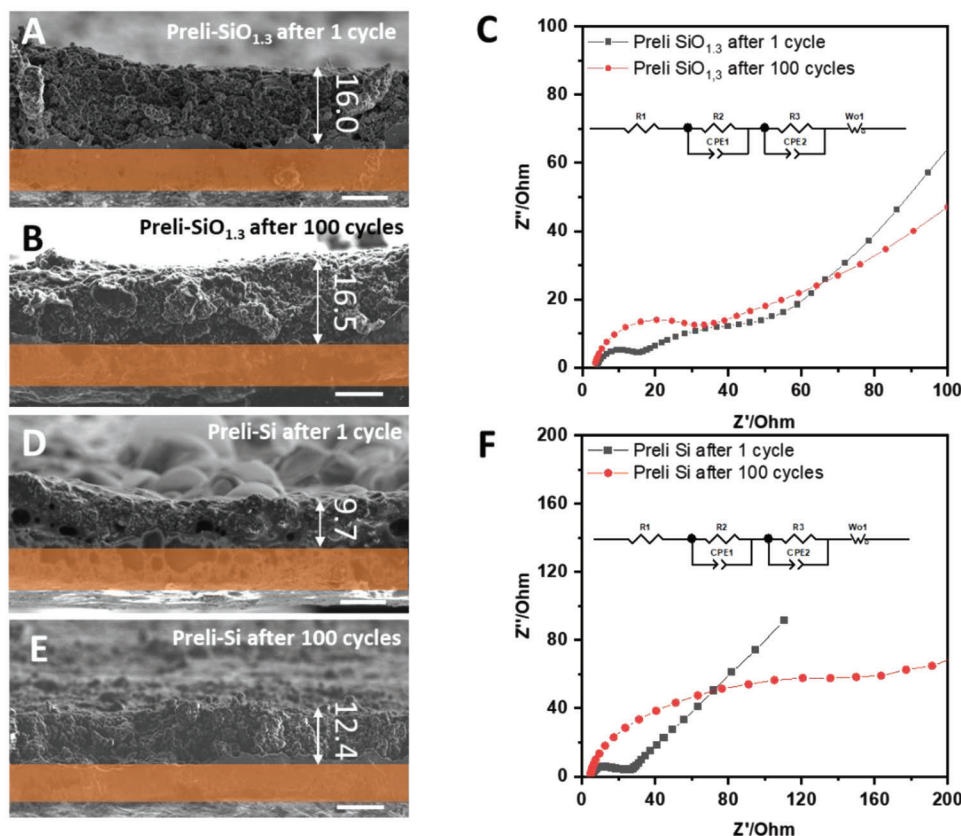 A
Preli-SiO1.3 after 1 cycle
16.0
B
Preli-SiO1.3 after 100 cycles
16.5
C
Preli SiO1.3 after 1 cycle
Preli SiO1,3 after 100 cycles
R1
R2
R3
Wo1
CPE1
CPE2
100
80
60
40
20
0
Z''/Ohm
0
20
40
60
80
100
Z'/Ohm
D
Preli-Si after 1 cycle
9.7
E
Preli-Si after 100 cycles
12.4
F
Preli Si after 1 cycle
Preli Si after 100 cycles
R1
R2
R3
Wo1
CPE1
CPE2
200
160
120
80
40
0
Z''/Ohm
0
40
80
120
160
200
Z'/Ohm